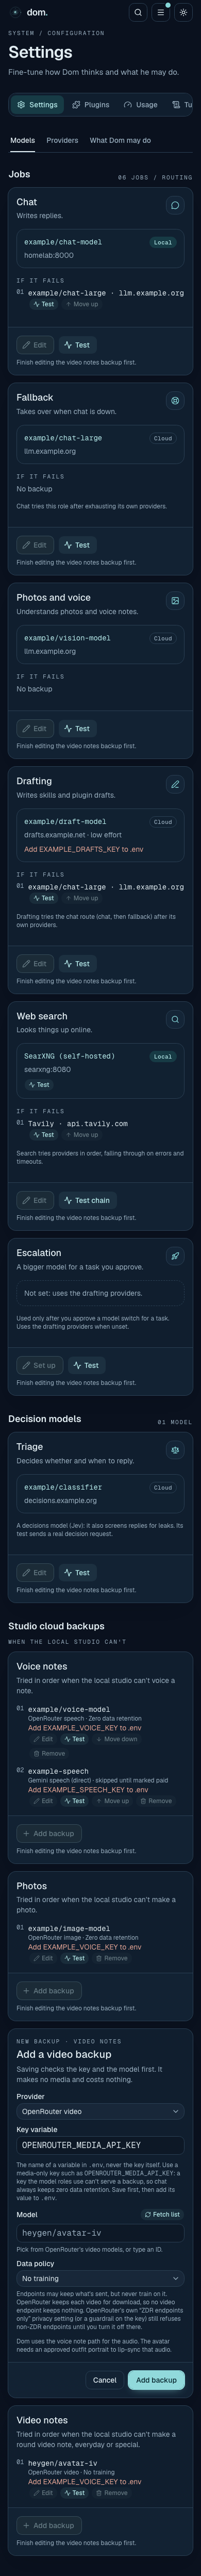 dom.
SYSTEM / CONFIGURATION
Settings
Fine-tune how Dom thinks and what he may do.
Settings
Plugins
Usage
Tu
Models
Providers
What Dom may do
Jobs
06 JOBS / ROUTING
Chat
Writes replies.
example/chat-model
Local
homelab:8000
IF IT FAILS
01 example/chat-large · llm.example.org
Test
Move up
Edit
Test
Finish editing the video notes backup first.
Fallback
Takes over when chat is down.
example/chat-large
Cloud
llm.example.org
IF IT FAILS
No backup
Chat tries this role after exhausting its own providers.
Edit
Test
Finish editing the video notes backup first.
Photos and voice
Understands photos and voice notes.
example/vision-model
Cloud
llm.example.org
IF IT FAILS
No backup
Edit
Test
Finish editing the video notes backup first.
Drafting
Writes skills and plugin drafts.
example/draft-model
Cloud
drafts.example.net · low effort
Add EXAMPLE_DRAFTS_KEY to .env
IF IT FAILS
01 example/chat-large · llm.example.org
Test
Move up
Drafting tries the chat route (chat, then fallback) after its
own providers.
Edit
Test
Finish editing the video notes backup first.
Web search
Looks things up online.
SearXNG (self-hosted)
Local
searxng:8080
Test
IF IT FAILS
01 Tavily · api.tavily.com
Test
Move up
Search tries providers in order, falling through on errors and
timeouts.
Edit
Test chain
Finish editing the video notes backup first.
Escalation
A bigger model for a task you approve.
Not set: uses the drafting providers.
Used only after you approve a model switch for a task.
Uses the drafting providers when unset.
Set up
Test
Finish editing the video notes backup first.
Decision models
01 MODEL
Triage
Decides whether and when to reply.
example/classifier
Cloud
decisions.example.org
A decisions model (Jev): it also screens replies for leaks. Its
test sends a real decision request.
Edit
Test
Finish editing the video notes backup first.
Studio cloud backups
WHEN THE LOCAL STUDIO CAN'T
Voice notes
Tried in order when the local studio can't voice a
note.
01 example/voice-model
OpenRouter speech · Zero data retention
Add EXAMPLE_VOICE_KEY to .env
Edit
Test
Move down
Remove
02 example-speech
Gemini speech (direct) · skipped until marked paid
Add EXAMPLE_SPEECH_KEY to .env
Edit
Test
Move up
Remove
Add backup
Finish editing the video notes backup first.
Photos
Tried in order when the local studio can't make a
photo.
01 example/image-model
OpenRouter image · Zero data retention
Add EXAMPLE_VOICE_KEY to .env
Edit
Test
Remove
Add backup
Finish editing the video notes backup first.
NEW BACKUP · VIDEO NOTES
Add a video backup
Saving checks the key and the model first. It
makes no media and costs nothing.
Provider
OpenRouter video
Key variable
OPENROUTER_MEDIA_API_KEY
The name of a variable in .env, never the key itself. Use a
media-only key such as OPENROUTER_MEDIA_API_KEY: a
key the model roles use can't serve a backup, so chat
always keeps zero data retention. Save first, then add its
value to .env.
Model
Fetch list
heygen/avatar-iv
Pick from OpenRouter's video models, or type an ID.
Data policy
No training
Endpoints may keep what's sent, but never train on it.
OpenRouter keeps each video for download, so no video
endpoint keeps nothing. OpenRouter's own "ZDR endpoints
only" privacy setting (or a guardrail on the key) still refuses
non-ZDR endpoints until you turn it off there.
Dom uses the voice note path for the audio. The avatar
needs an approved outfit portrait to lip-sync that audio.
Cancel
Add backup
Video notes
Tried in order when the local studio can't make a
round video note, everyday or special.
01 heygen/avatar-iv
OpenRouter video · No training
Add EXAMPLE_VOICE_KEY to .env
Edit
Test
Remove
Add backup
Finish editing the video notes backup first.